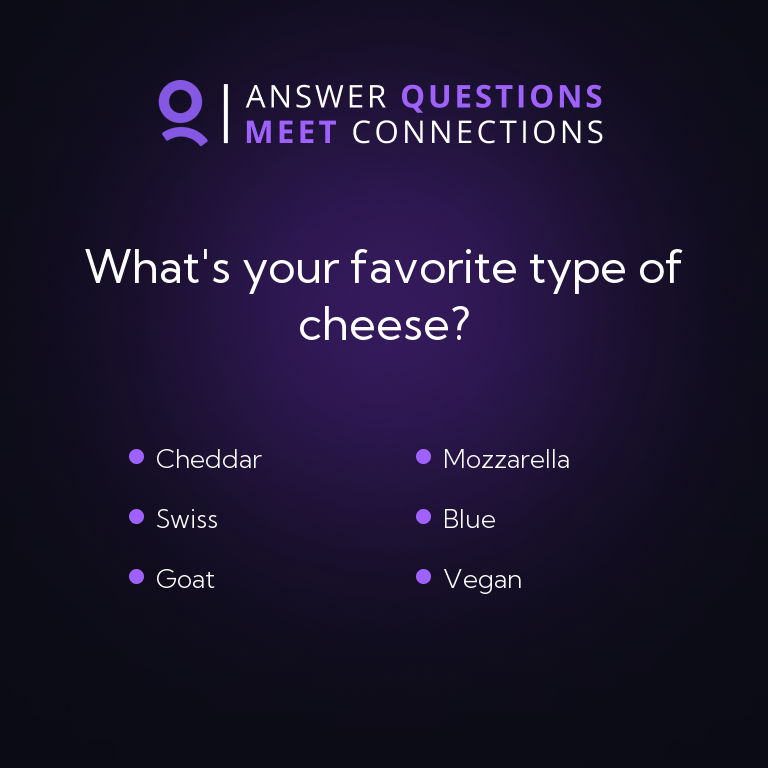 ANSWER QUESTIONS
MEET CONNECTIONS
What's your favorite type of
cheese?
Cheddar
Mozzarella
Swiss
Blue
Goat
Vegan